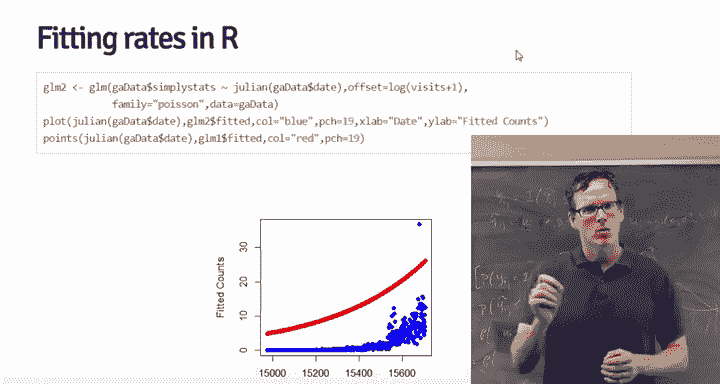 Fitting rates in R
glm2 <- glm(gaData$simplystats ~ julian(gaData$date),offset=log(visits+1),
family="poisson",data=gaData)
plot(julian(gaData$date),glm2$fitted,col="blue",pch=19,xlab="Date",ylab="Fitted Counts")
points(julian(gaData$date),glm1$fitted,col="red",pch=19)
Fitted Counts
30
20
10
0
15000 15200 15400 15600